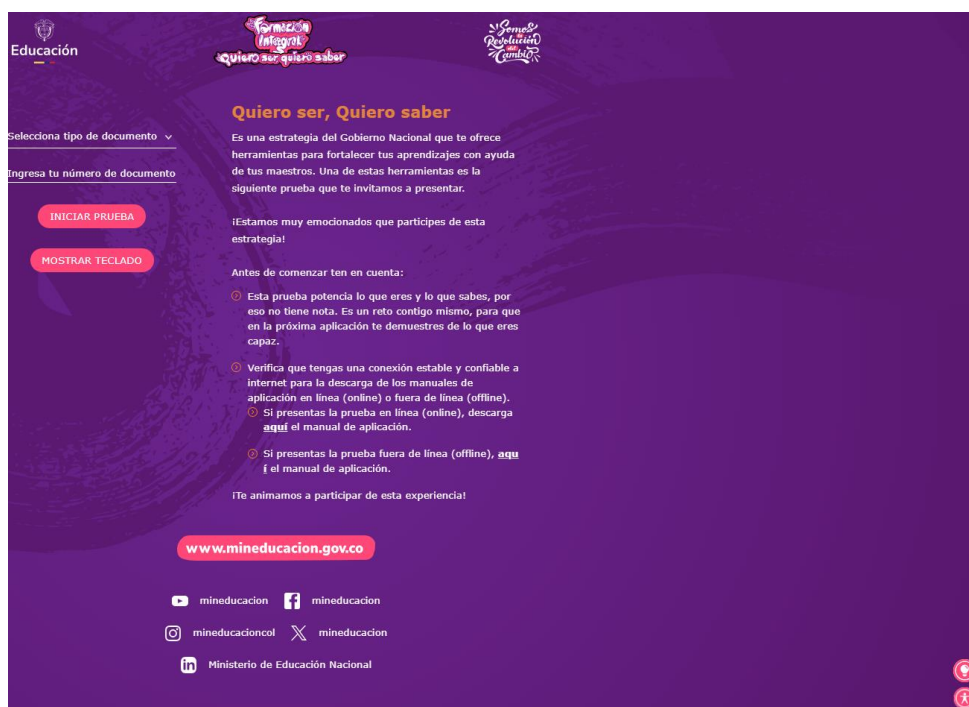 Educación
Formación
Integral
Quiero ser quiero saber
Somos
la
Revolución
del
Cambio
Selecciona tipo de documento
Ingresa tu número de documento
INICIAR PRUEBA
MOSTRAR TECLADO
Quiero ser, Quiero saber
Es una estrategia del Gobierno Nacional que te ofrece
herramientas para fortalecer tus aprendizajes con ayuda
de tus maestros. Una de estas herramientas es la
siguiente prueba que te invitamos a presentar.
¡Estamos muy emocionados que participes de esta
estrategia!
Antes de comenzar ten en cuenta:
Esta prueba potencia lo que eres y lo que sabes, por
eso no tiene nota. Es un reto contigo mismo, para que
en la próxima aplicación te demuestres de lo que eres
capaz.
Verifica que tengas una conexión estable y confiable a
internet para la descarga de los manuales de
aplicación en línea (online) o fuera de línea (offline).
Si presentas la prueba en línea (online), descarga
aquí el manual de aplicación.
Si presentas la prueba fuera de línea (offline), aqu
í el manual de aplicación.
¡Te animamos a participar de esta experiencia!
www.mineducacion.gov.co
mineducacion mineducacion
mineducacioncol mineducacion
Ministerio de Educación Nacional